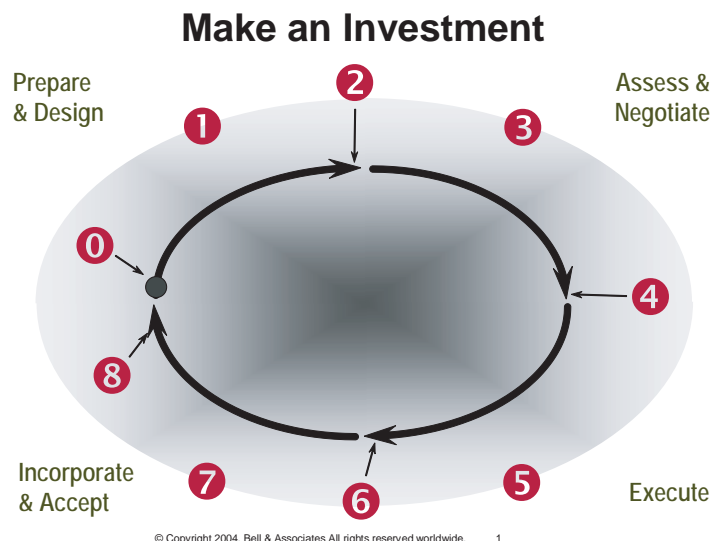 Make an Investment
Prepare
& Design
Assess &
Negotiate
2
1
3
0
4
8
7
6
5
Incorporate
& Accept
Execute
© Copyright 2004, Bell & Associates All rights reserved worldwide. 1